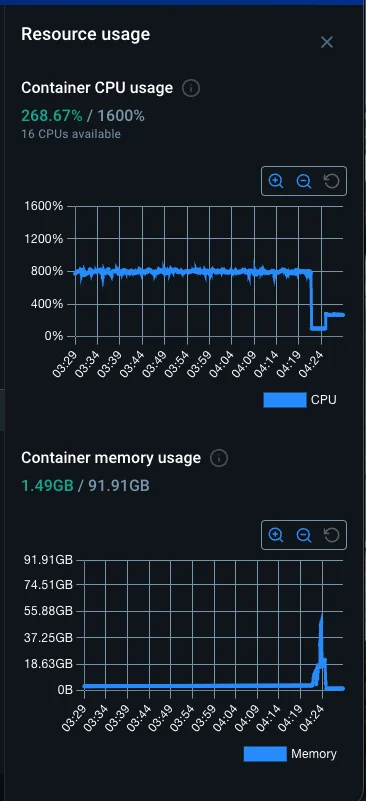 Resource usage
Container CPU usage
268.67% / 1600%
16 CPUs available
1600%
1200%
800%
400%
0%
03:29
03:34
03:39
03:44
03:49
03:54
03:59
04:04
04:09
04:14
04:19
04:24
CPU
Container memory usage
1.49GB / 91.91GB
91.91GB
74.51GB
55.88GB
37.25GB
18.63GB
0B
03:29
03:34
03:39
03:44
03:49
03:54
03:59
04:04
04:09
04:14
04:19
04:24
Memory